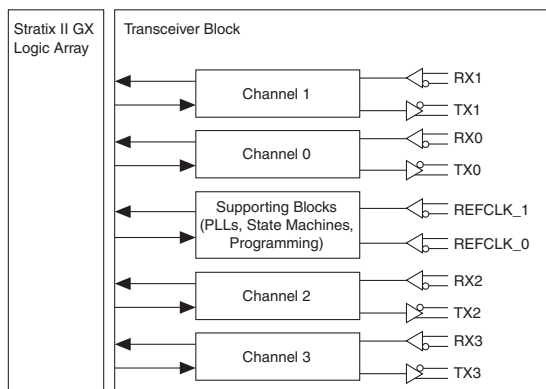 Stratix II GX
Logic Array
Transceiver Block
Channel 1
RX1
TX1
Channel 0
RX0
TX0
Supporting Blocks
(PLLs, State Machines,
Programming)
REFCLK_1
REFCLK_0
Channel 2
RX2
TX2
Channel 3
RX3
TX3